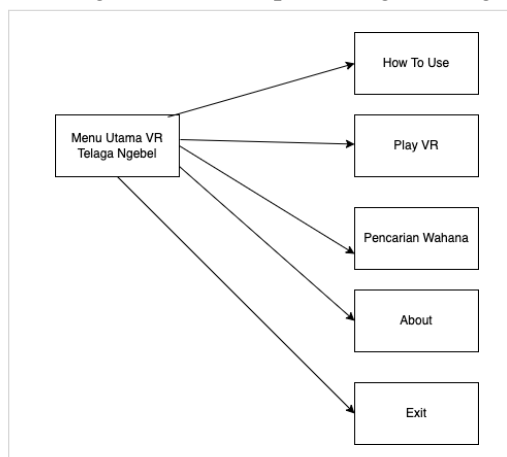 Menu Utama VR
Telaga Ngebel
How To Use
Play VR
Pencarian Wahana
About
Exit